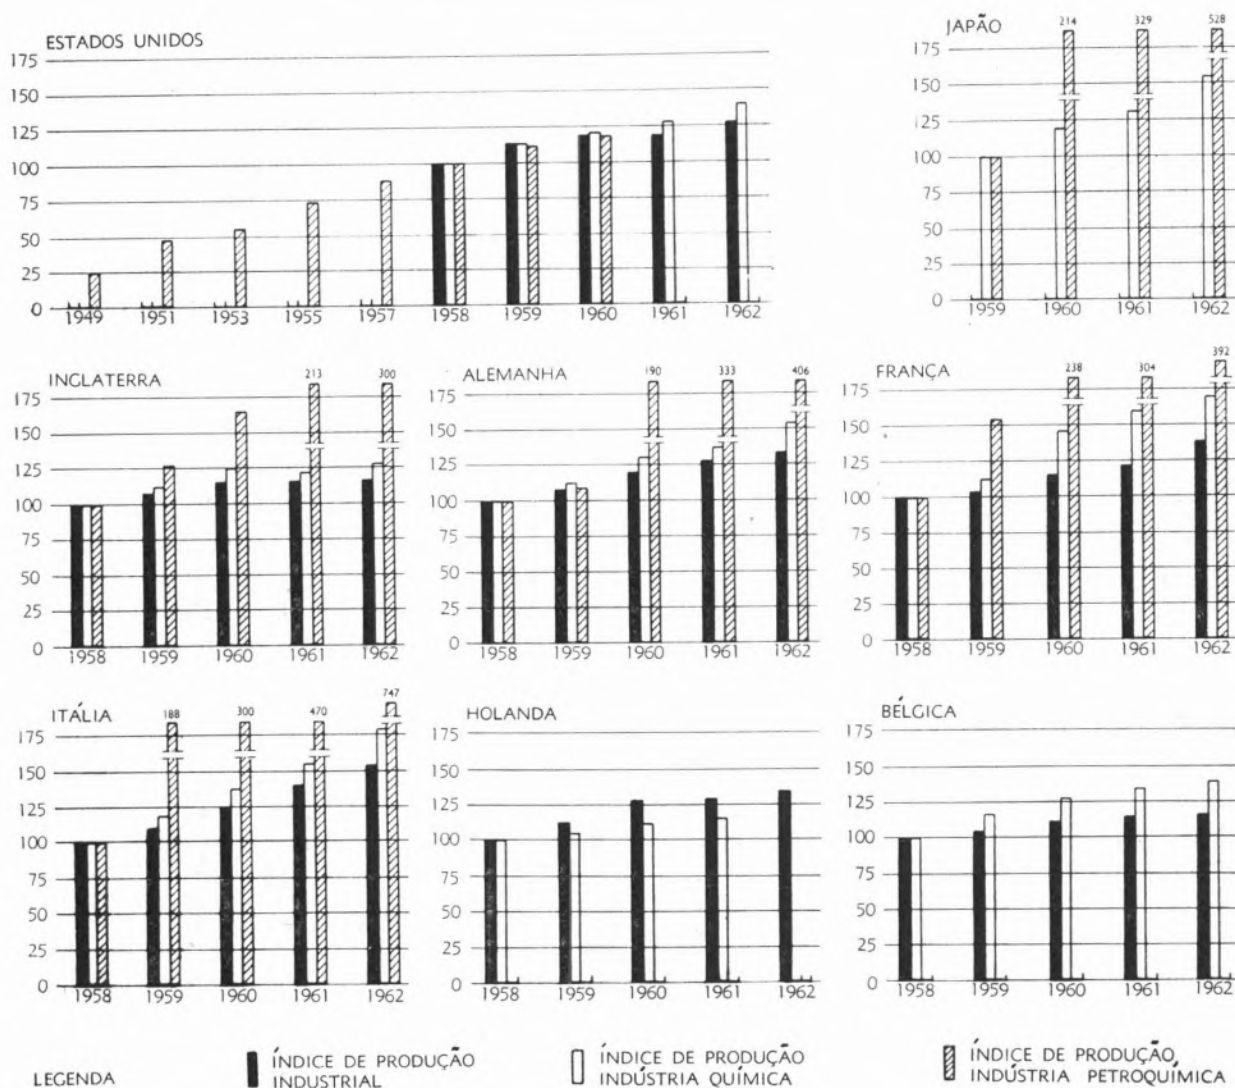 ESTADOS UNIDOS
175
150
125
100
75
50
25
0
1949 1951 1953 1955 1957 1958 1959 1960 1961 1962
JAPÃO
214 329 528
175
150
125
100
75
50
25
0
1959 1960 1961 1962
INGLATERRA
213 300
175
150
125
100
75
50
25
0
1958 1959 1960 1961 1962
ALEMANHA
190 333 406
175
150
125
100
75
50
25
0
1958 1959 1960 1961 1962
FRANÇA
238 304 392
175
150
125
100
75
50
25
0
1958 1959 1960 1961 1962
ITÁLIA
188 300 470 747
175
150
125
100
75
50
25
0
1958 1959 1960 1961 1962
HOLANDA
175
150
125
100
75
50
25
0
1958 1959 1960 1961 1962
BÉLGICA
175
150
125
100
75
50
25
0
1958 1959 1960 1961 1962
LEGENDA
ÍNDICE DE PRODUÇÃO
INDUSTRIAL
ÍNDICE DE PRODUÇÃO
INDÚSTRIA QUÍMICA
ÍNDICE DE PRODUÇÃO
INDÚSTRIA PETROQUÍMICA